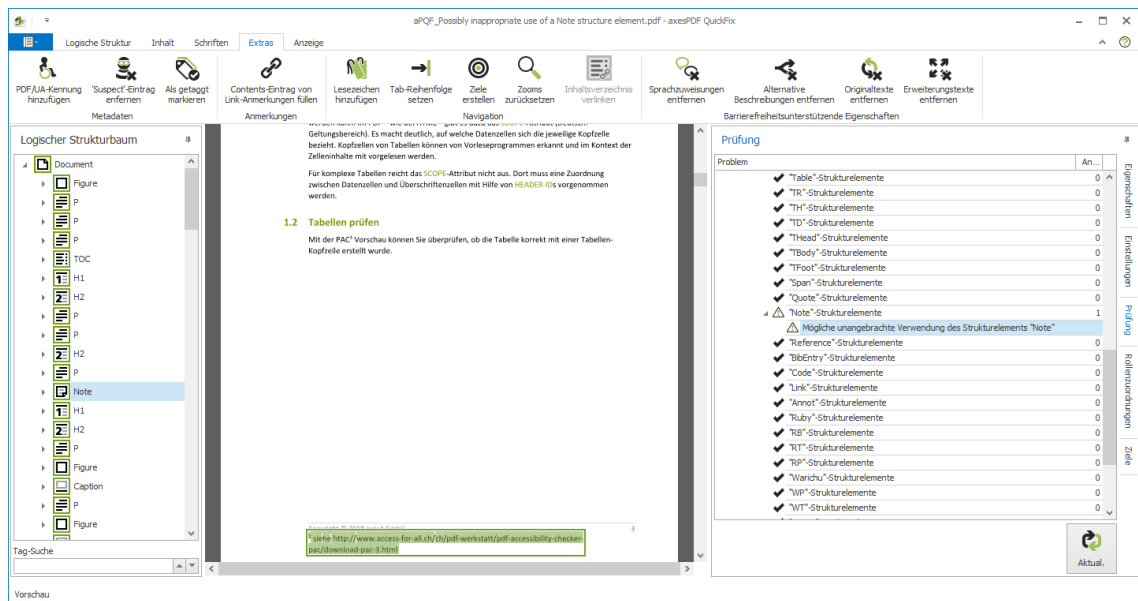 aPQF_Possibly inappropriate use of a Note structure element.pdf - axesPDF QuickFix
Logische Struktur Inhalt Schriften Extras Anzeige
PDF/UA-Kennung hinzufügen
'Suspect'-Eintrag entfernen
Als getaggt markieren
Metadaten
Contents-Eintrag von Link-Anmerkungen füllen
Anmerkungen
Lesezeichen hinzufügen
Tab-Reihenfolge setzen
Ziele erstellen
Zooms zurücksetzen
Inhaltsverzeichnis verlinken
Navigation
Sprachzuweisungen entfernen
Alternative Beschreibungen entfernen
Originaltexte entfernen
Erweiterungstexte entfernen
Barrierefreiheitsunterstützende Eigenschaften
Logischer Strukturbaum
Document
Figure
P
P
P
TOC
H1
H2
P
P
H2
P
Note
H1
H2
P
Figure
Caption
P
Figure
Tag-Suche
Vorschau
Geltungsbereich). Es macht deutlich, auf welche Datenzellen sich die jeweilige Kopfzelle
bezieht. Kopfzellen von Tabellen können von Vorleseprogrammen erkannt und im Kontext der
Zelleninhalte mit vorgelesen werden.
Für komplexe Tabellen reicht das SCOPE-Attribut nicht aus. Dort muss eine Zuordnung
zwischen Datenzellen und Überschriftenzellen mit Hilfe von HEADER-IDs vorgenommen
werden.
1.2 Tabellen prüfen
Mit der PAC¹ Vorschau können Sie überprüfen, ob die Tabelle korrekt mit einer Tabellen-
Kopfzeile erstellt wurde.
3
¹ siehe http://www.access-for-all.ch/ch/pdf-werkstatt/pdf-accessibility-checker-
pac/download-pac-3.html
Prüfung
Problem An...
"Table"-Strukturelemente 0
"TR"-Strukturelemente 0
"TH"-Strukturelemente 0
"TD"-Strukturelemente 0
"THead"-Strukturelemente 0
"TBody"-Strukturelemente 0
"TFoot"-Strukturelemente 0
"Span"-Strukturelemente 0
"Quote"-Strukturelemente 0
"Note"-Strukturelemente 1
Mögliche unangebrachte Verwendung des Strukturelements "Note"
"Reference"-Strukturelemente 0
"BibEntry"-Strukturelemente 0
"Code"-Strukturelemente 0
"Link"-Strukturelemente 0
"Annot"-Strukturelemente 0
"Ruby"-Strukturelemente 0
"RB"-Strukturelemente 0
"RT"-Strukturelemente 0
"RP"-Strukturelemente 0
"Warichu"-Strukturelemente 0
"WP"-Strukturelemente 0
"WT"-Strukturelemente 0
Aktual.
Eigenschaften
Einstellungen
Prüfung
Rollenzuordnungen
Ziele